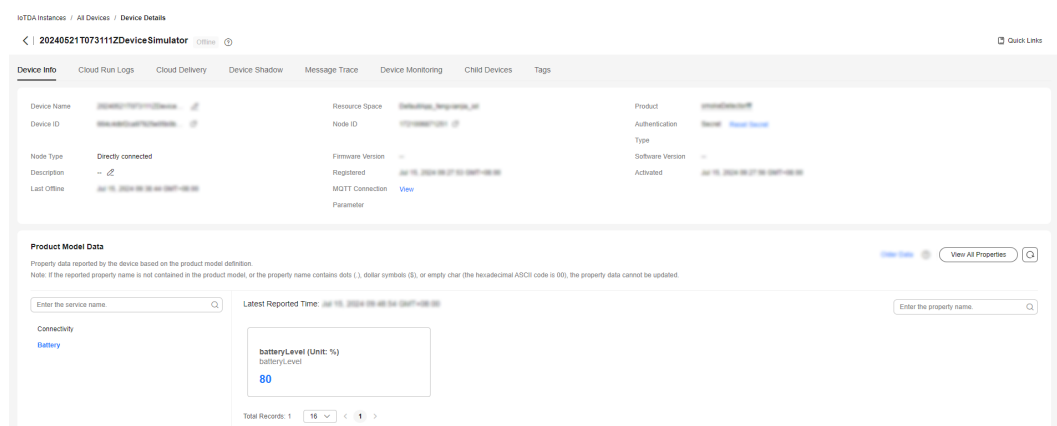 IoTDA Instances / All Devices / Device Details
20240521T073111ZDeviceSimulator Offline
Quick Links
Device Info Cloud Run Logs Cloud Delivery Device Shadow Message Trace Device Monitoring Child Devices Tags
Device Name Resource Space Product
Device ID Node ID Authentication Type Secret Reset Secret
Node Type Directly connected Firmware Version -- Software Version --
Description -- Registered Activated
Last Offline MQTT Connection Parameter View
Product Model Data
Property data reported by the device based on the product model definition.
Note: If the reported property name is not contained in the product model, or the property name contains dots (.), dollar symbols ($), or empty char (the hexadecimal ASCII code is 00), the property data cannot be updated.
View All Properties
Enter the service name.
Connectivity
Battery
Latest Reported Time:
Enter the property name.
batteryLevel (Unit: %)
batteryLevel
80
Total Records: 1 16 1